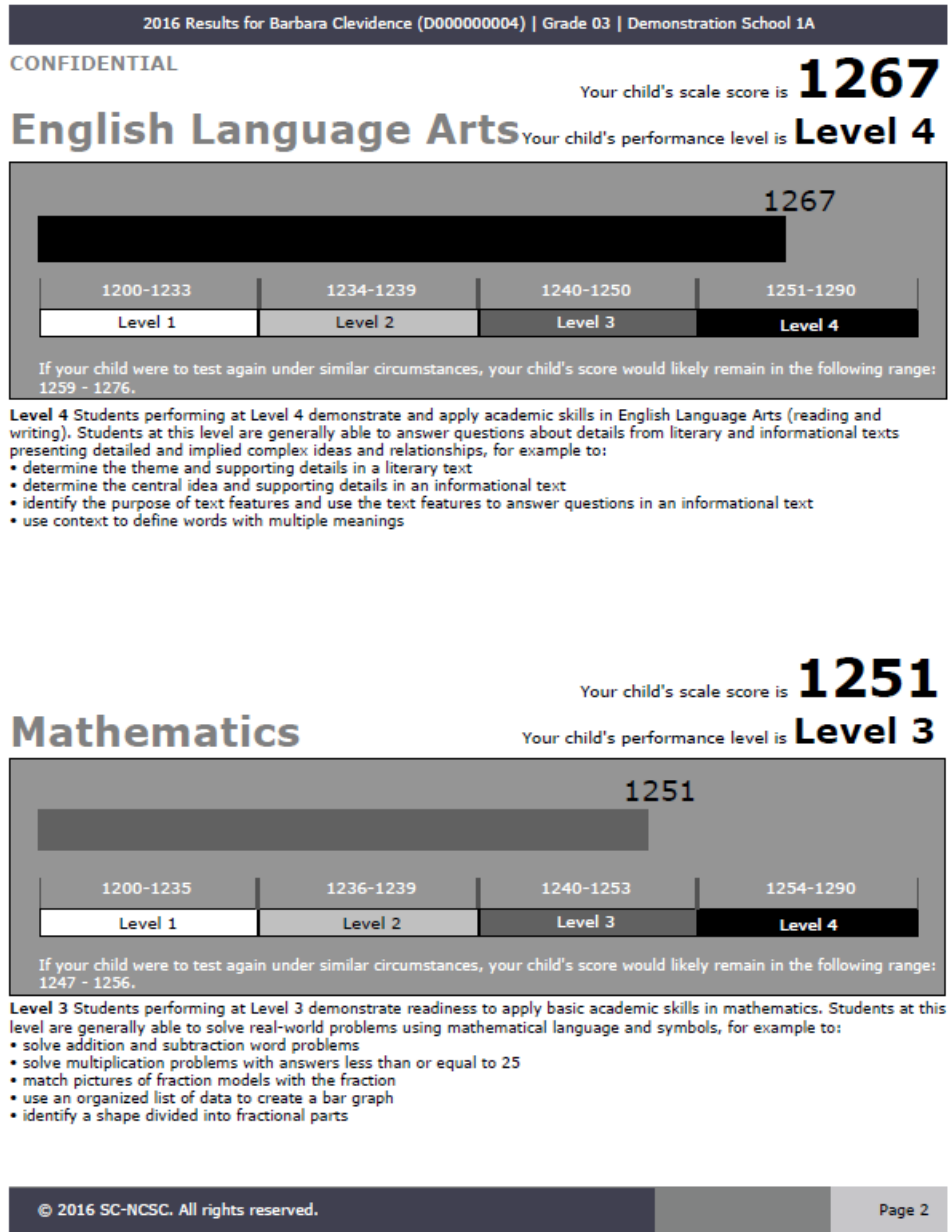 2016 Results for Barbara Clevidence (D000000004) | Grade 03 | Demonstration School 1A
CONFIDENTIAL
Your child's scale score is 1267
English Language Arts Your child's performance level is Level 4
1267
1200-1233 1234-1239 1240-1250 1251-1290
Level 1 Level 2 Level 3 Level 4
If your child were to test again under similar circumstances, your child's score would likely remain in the following range:
1259 - 1276.
Level 4 Students performing at Level 4 demonstrate and apply academic skills in English Language Arts (reading and
writing). Students at this level are generally able to answer questions about details from literary and informational texts
presenting detailed and implied complex ideas and relationships, for example to:
• determine the theme and supporting details in a literary text
• determine the central idea and supporting details in an informational text
• identify the purpose of text features and use the text features to answer questions in an informational text
• use context to define words with multiple meanings
Your child's scale score is 1251
Mathematics Your child's performance level is Level 3
1251
1200-1235 1236-1239 1240-1253 1254-1290
Level 1 Level 2 Level 3 Level 4
If your child were to test again under similar circumstances, your child's score would likely remain in the following range:
1247 - 1256.
Level 3 Students performing at Level 3 demonstrate readiness to apply basic academic skills in mathematics. Students at this
level are generally able to solve real-world problems using mathematical language and symbols, for example to:
• solve addition and subtraction word problems
• solve multiplication problems with answers less than or equal to 25
• match pictures of fraction models with the fraction
• use an organized list of data to create a bar graph
• identify a shape divided into fractional parts
© 2016 SC-NCSC. All rights reserved. Page 2